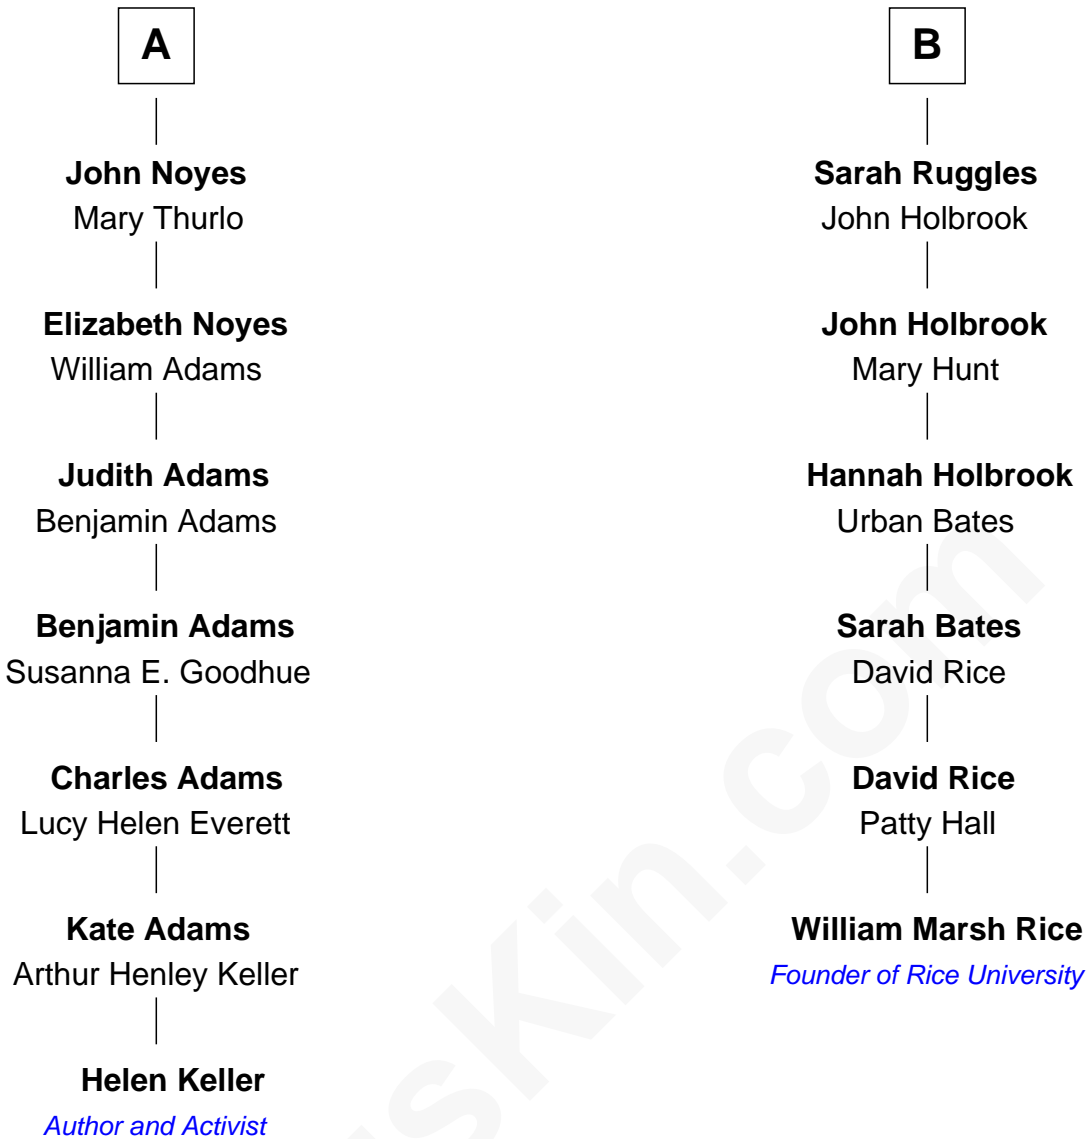 A
John Noyes
Mary Thurlo
Elizabeth Noyes
William Adams
Judith Adams
Benjamin Adams
Benjamin Adams
Susanna E. Goodhue
Charles Adams
Lucy Helen Everett
Kate Adams
Arthur Henley Keller
Helen Keller
Author and Activist
B
Sarah Ruggles
John Holbrook
John Holbrook
Mary Hunt
Hannah Holbrook
Urban Bates
Sarah Bates
David Rice
David Rice
Patty Hall
William Marsh Rice
Founder of Rice University